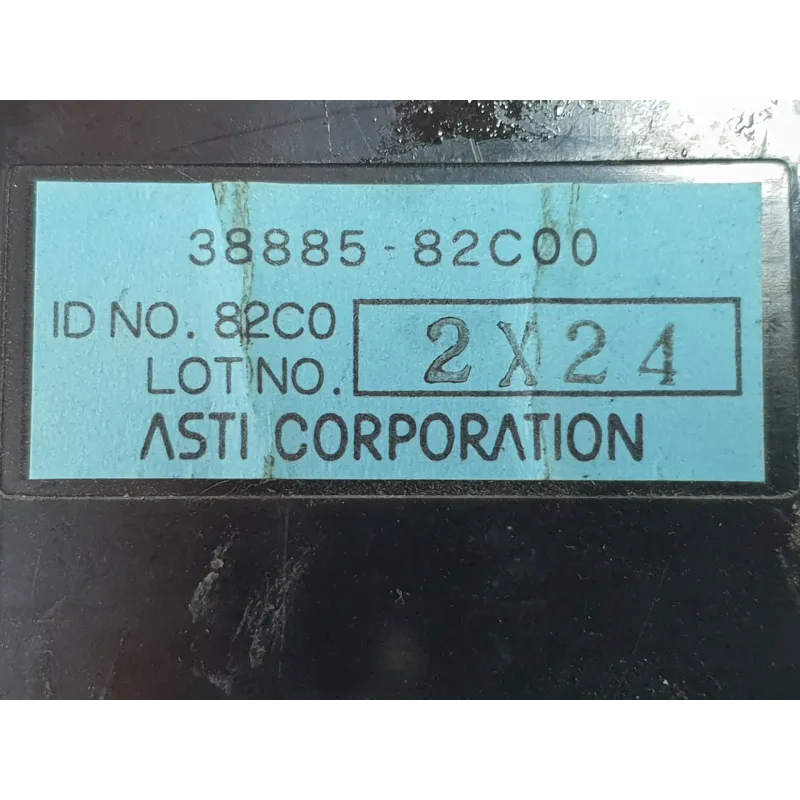 38885-82C00
ID NO. 82C0
LOT NO. 2X24
ASTI CORPORATION